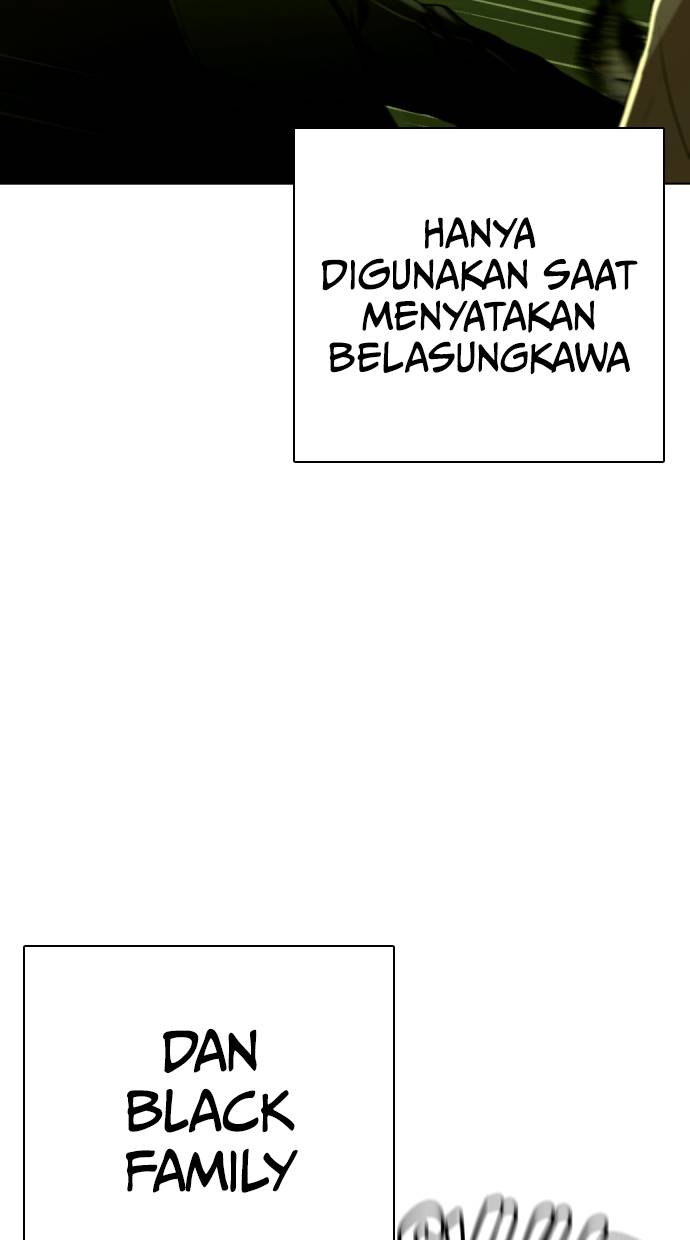 HANYA
DIGUNAKAN SAAT
MENYATAKAN
BELASUNGKAWA
DAN
BLACK
FAMILY